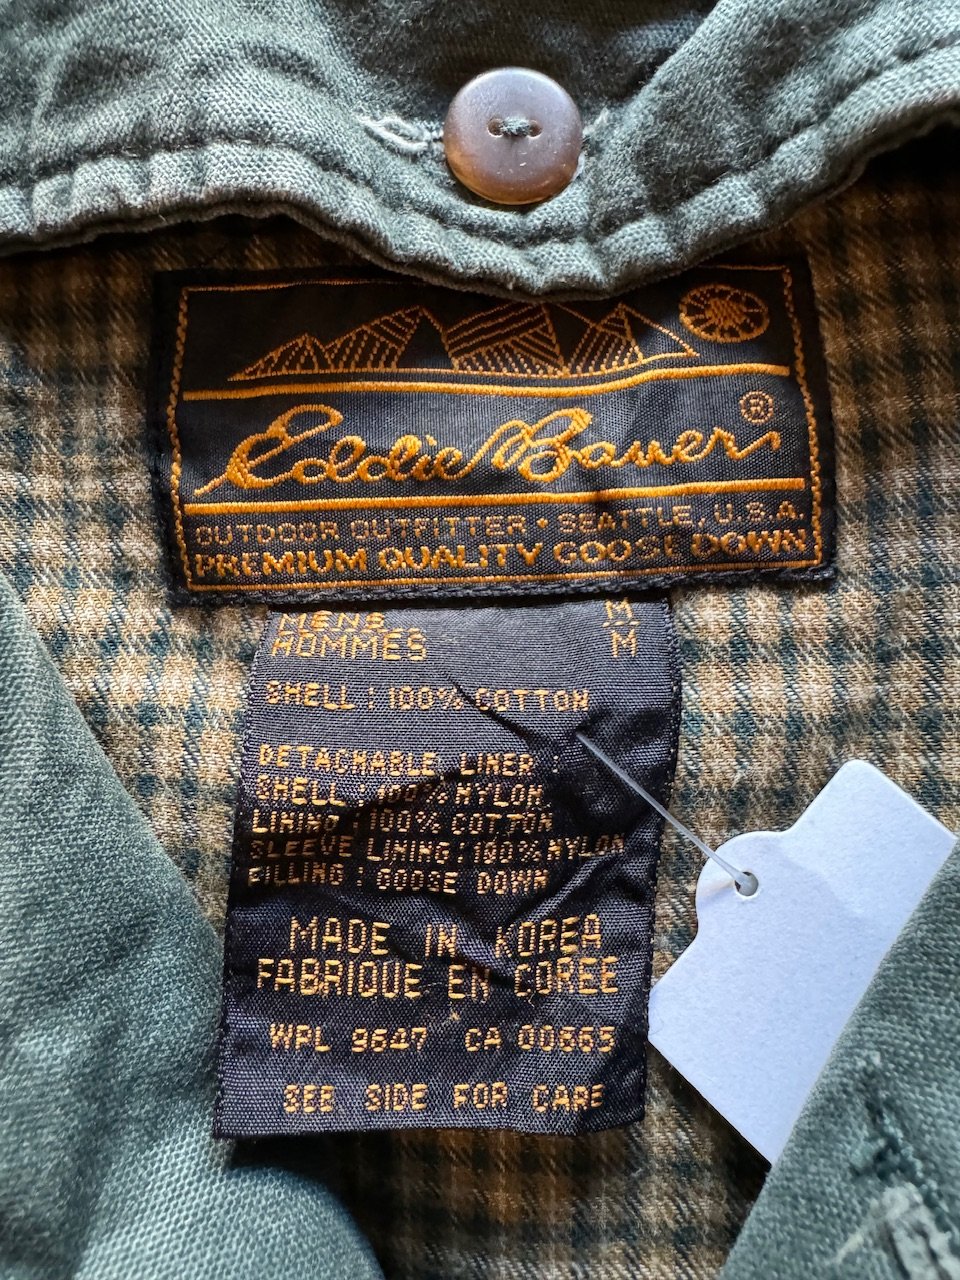 Eddie Bauer ®
OUTDOOR OUTFITTER • SEATTLE, U.S.A.
PREMIUM QUALITY GOOSE DOWN
MENS M
HOMMES M
SHELL : 100% COTTON
DETACHABLE LINER :
SHELL : 100% NYLON
LINING : 100% COTTON
SLEEVE LINING : 100% NYLON
FILLING : GOOSE DOWN
MADE IN KOREA
FABRIQUE EN COREE
WPL 9647 CA 00665
SEE SIDE FOR CARE